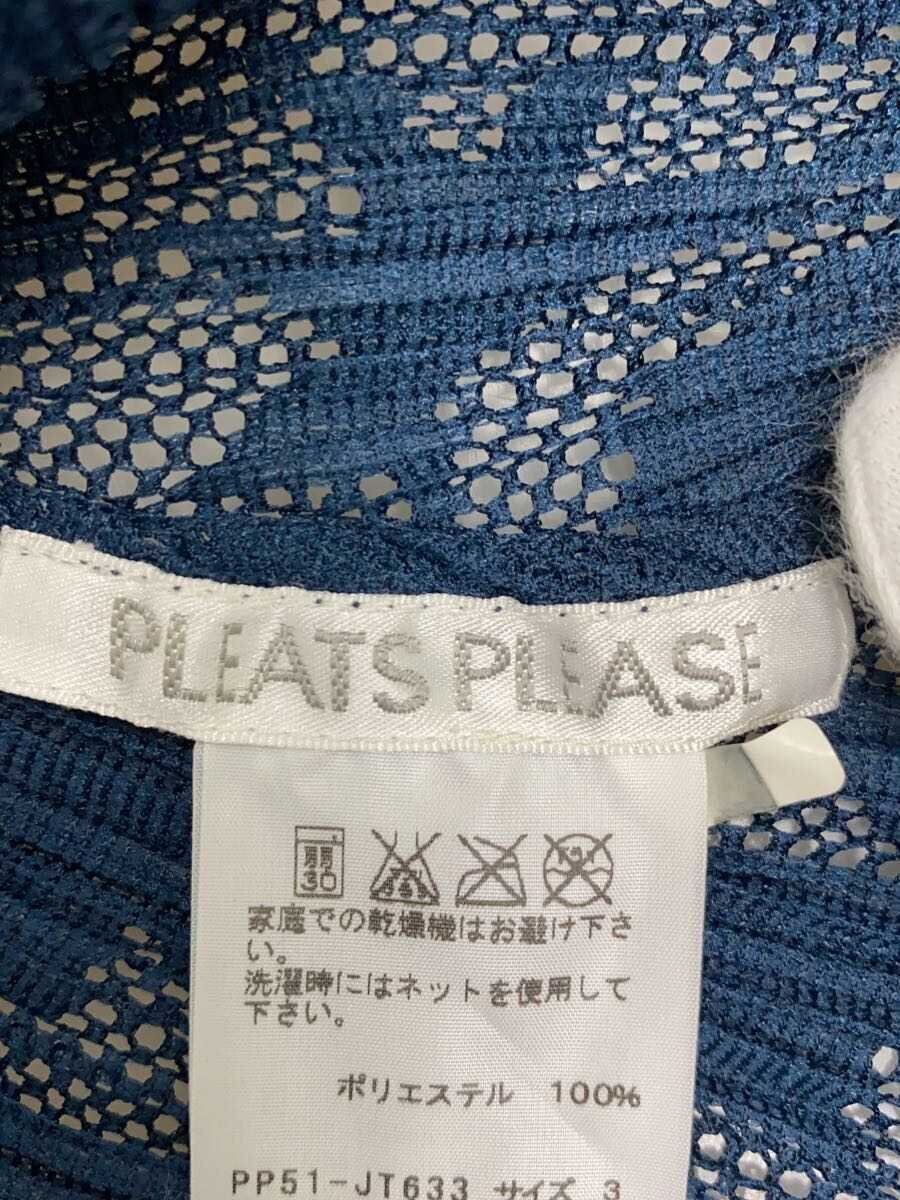 PLEATS PLEASE
弱
30
家庭での乾燥機はお避け下さ
い。
洗濯時にはネットを使用して
下さい。
ポリエステル 100%
PP51-JT633 サイズ 3